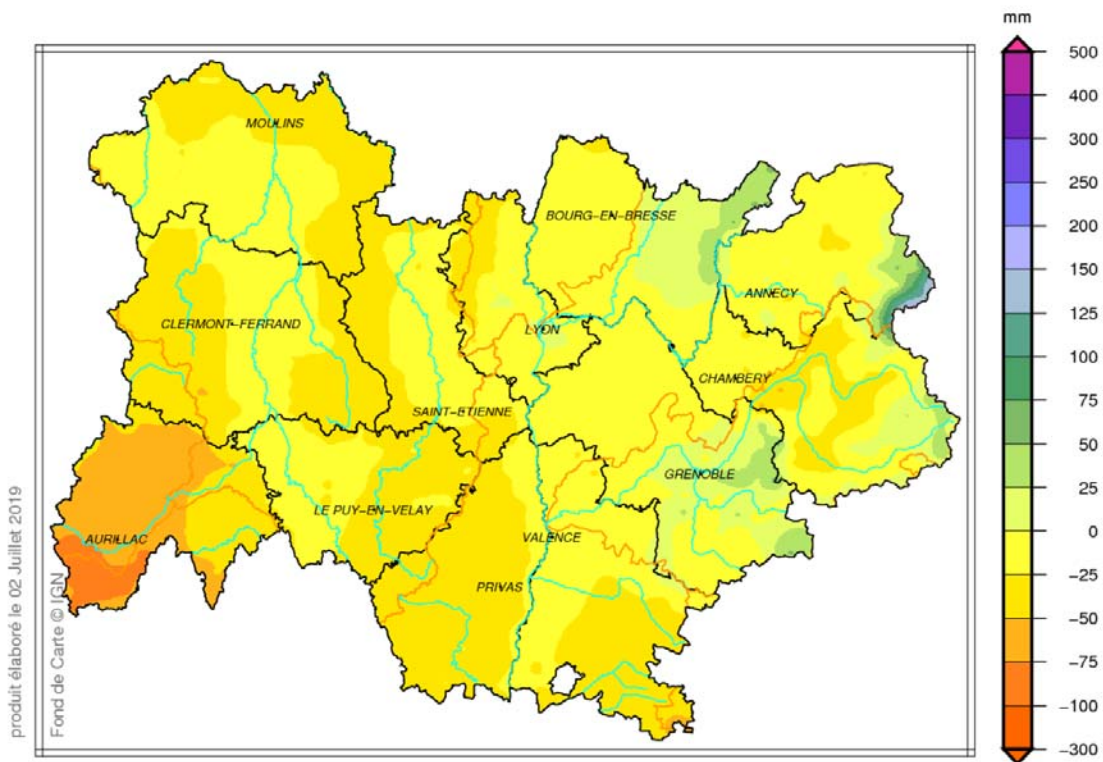 mm
500
400
300
250
200
150
125
100
75
50
25
0
−25
−50
−75
−100
−300
MOULINS
BOURG−EN−BRESSE
ANNECY
CLERMONT−FERRAND
LYON
CHAMBERY
SAINT−ETIENNE
GRENOBLE
LE PUY−EN−VELAY
AURILLAC
VALENCE
PRIVAS
produit élaboré le 02 Juillet 2019
Fond de Carte © IGN